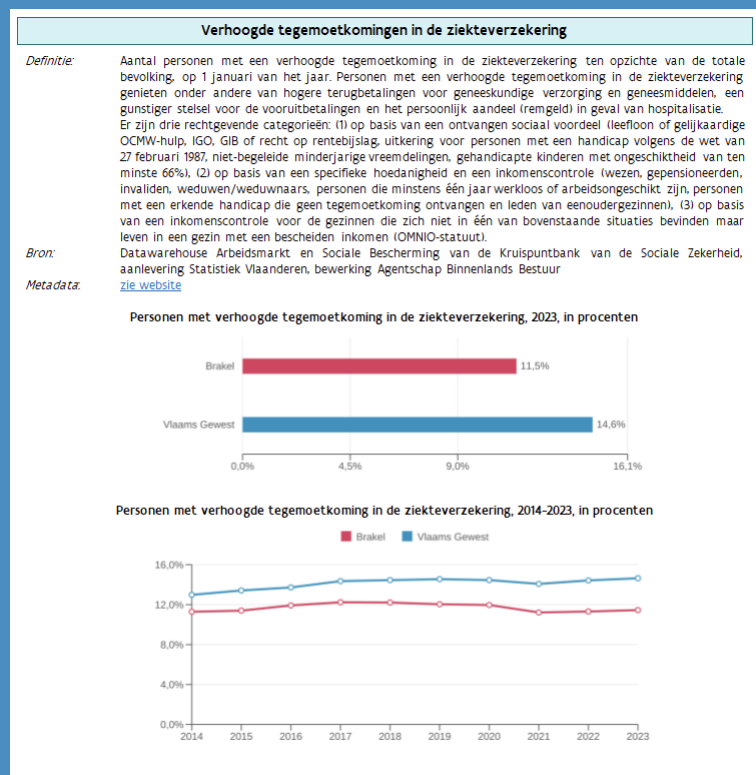 Verhoogde tegemoetkomingen in de ziekteverzekering
Definitie: Aantal personen met een verhoogde tegemoetkoming in de ziekteverzekering ten opzichte van de totale
bevolking, op 1 januari van het jaar. Personen met een verhoogde tegemoetkoming in de ziekteverzekering
genieten onder andere van hogere terugbetalingen voor geneeskundige verzorging en geneesmiddelen, een
gunstiger stelsel voor de vooruitbetalingen en het persoonlijk aandeel (remgeld) in geval van hospitalisatie.
Er zijn drie rechtgevende categorieën: (1) op basis van een ontvangen sociaal voordeel (leefloon of gelijkaardige
OCMW-hulp, IGO, GIB of recht op rentebijslag, uitkering voor personen met een handicap volgens de wet van
27 februari 1987, niet-begeleide minderjarige vreemdelingen, gehandicapte kinderen met ongeschiktheid van ten
minste 66%), (2) op basis van een specifieke hoedanigheid en een inkomenscontrole (wezen, gepensioneerden,
invaliden, weduwen/weduwnaars, personen die minstens één jaar werkloos of arbeidsongeschikt zijn, personen
met een erkende handicap die geen tegemoetkoming ontvangen en leden van eenoudergezinnen), (3) op basis
van een inkomenscontrole voor de gezinnen die zich niet in één van bovenstaande situaties bevinden maar
leven in een gezin met een bescheiden inkomen (OMNIO-statuut).
Bron: Datawarehouse Arbeidsmarkt en Sociale Bescherming van de Kruispuntbank van de Sociale Zekerheid,
aanlevering Statistiek Vlaanderen, bewerking Agentschap Binnenlands Bestuur
Metadata: zie website
Personen met verhoogde tegemoetkoming in de ziekteverzekering, 2023, in procenten
Brakel 11,5%
Vlaams Gewest 14,6%
0,0% 4,5% 9,0% 16,1%
Personen met verhoogde tegemoetkoming in de ziekteverzekering, 2014-2023, in procenten
Brakel Vlaams Gewest
16,0%
12,0%
8,0%
4,0%
0,0%
2014 2015 2016 2017 2018 2019 2020 2021 2022 2023